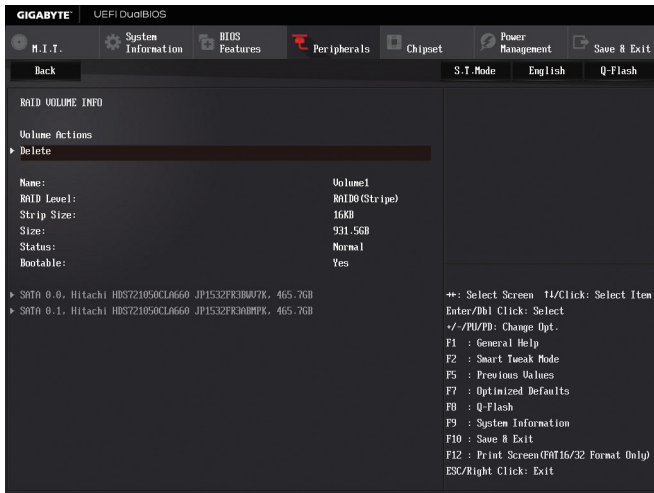 GIGABYTE™ UEFI DualBIOS
M.I.T. System Information BIOS Features Peripherals Chipset Power Management Save & Exit
Back S.T.Mode English Q-Flash
RAID VOLUME INFO
Volume Actions
Delete
Name: Volume1
RAID Level: RAID0(Stripe)
Strip Size: 16KB
Size: 931.5GB
Status: Normal
Bootable: Yes
SATA 0.0, Hitachi HDS721050CLA660 JP1532FR3BWV7K, 465.7GB
SATA 0.1, Hitachi HDS721050CLA660 JP1532FR3ABMPK, 465.7GB
→←: Select Screen ↑↓/Click: Select Item
Enter/Dbl Click: Select
+/-/PU/PD: Change Opt.
F1 : General Help
F2 : Smart Tweak Mode
F5 : Previous Values
F7 : Optimized Defaults
F8 : Q-Flash
F9 : System Information
F10 : Save & Exit
F12 : Print Screen(FAT16/32 Format Only)
ESC/Right Click: Exit